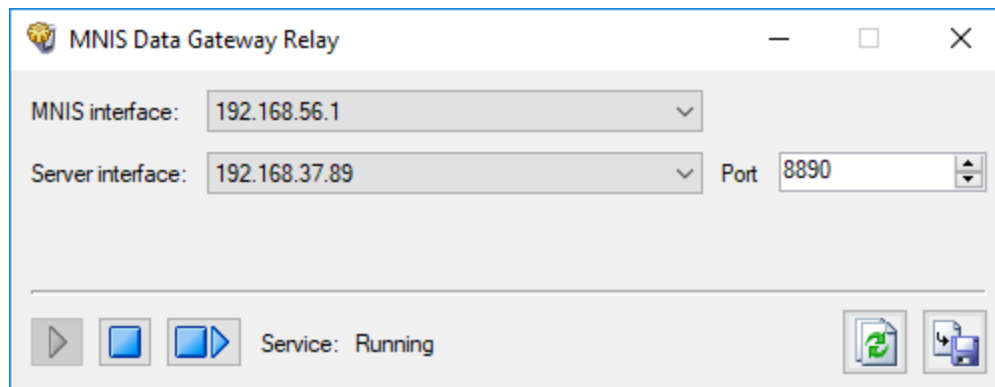 MNIS Data Gateway Relay
MNIS interface: 192.168.56.1
Server interface: 192.168.37.89 Port 8890
Service: Running